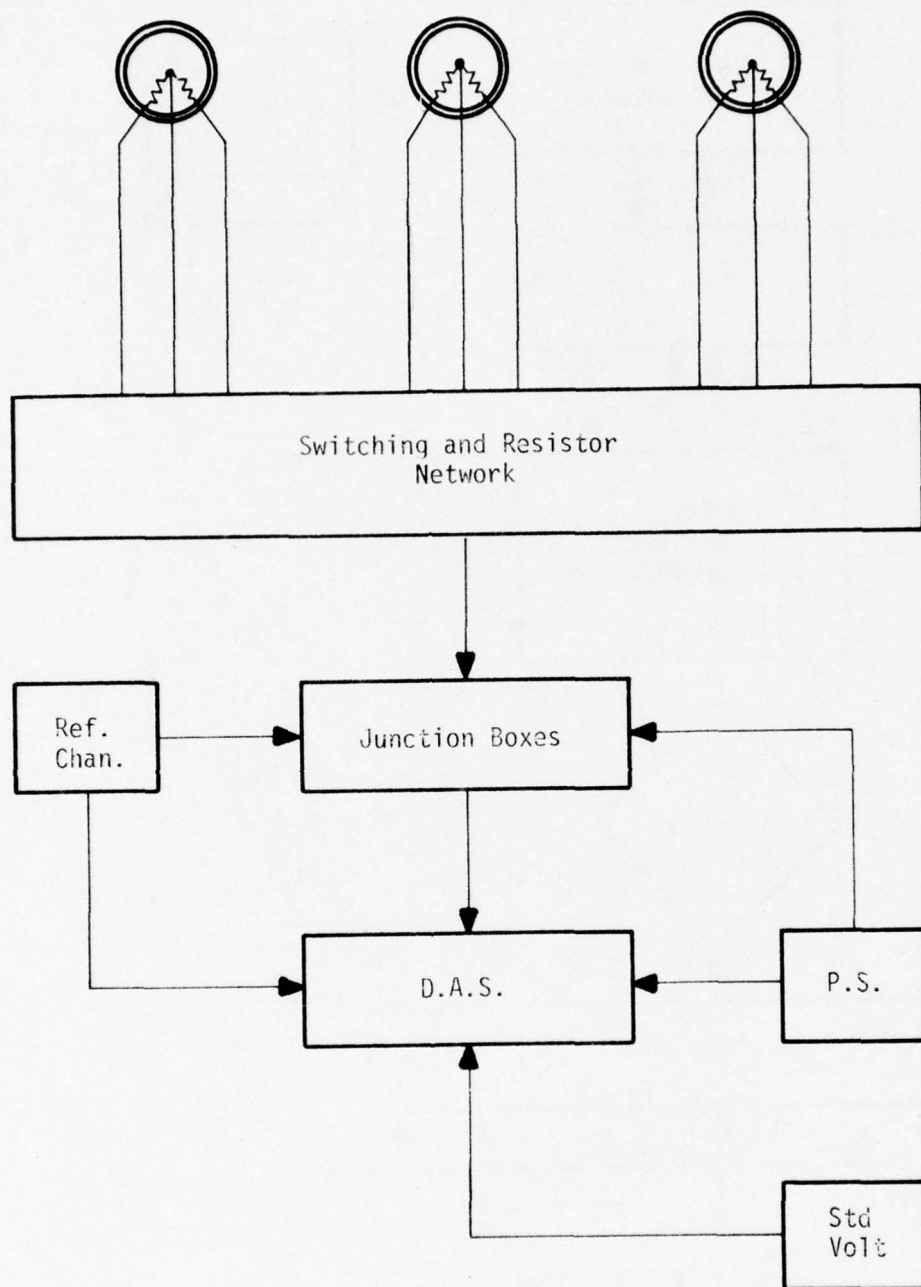 Switching and Resistor
Network
Ref.
Chan.
Junction Boxes
D.A.S.
P.S.
Std
Volt